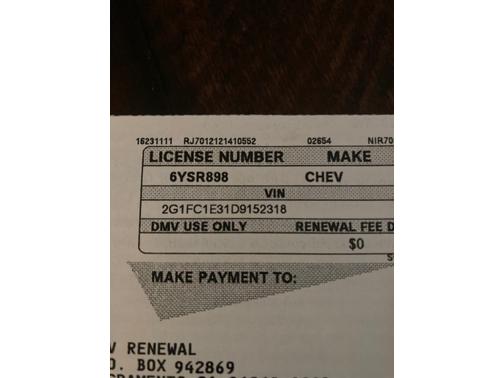 16231111 RJ7012121410552 02654 NIR70
LICENSE NUMBER MAKE
6YSR898 CHEV
VIN
2G1FC1E31D9152318
DMV USE ONLY RENEWAL FEE D
$0
S
MAKE PAYMENT TO:
V RENEWAL
O. BOX 942869